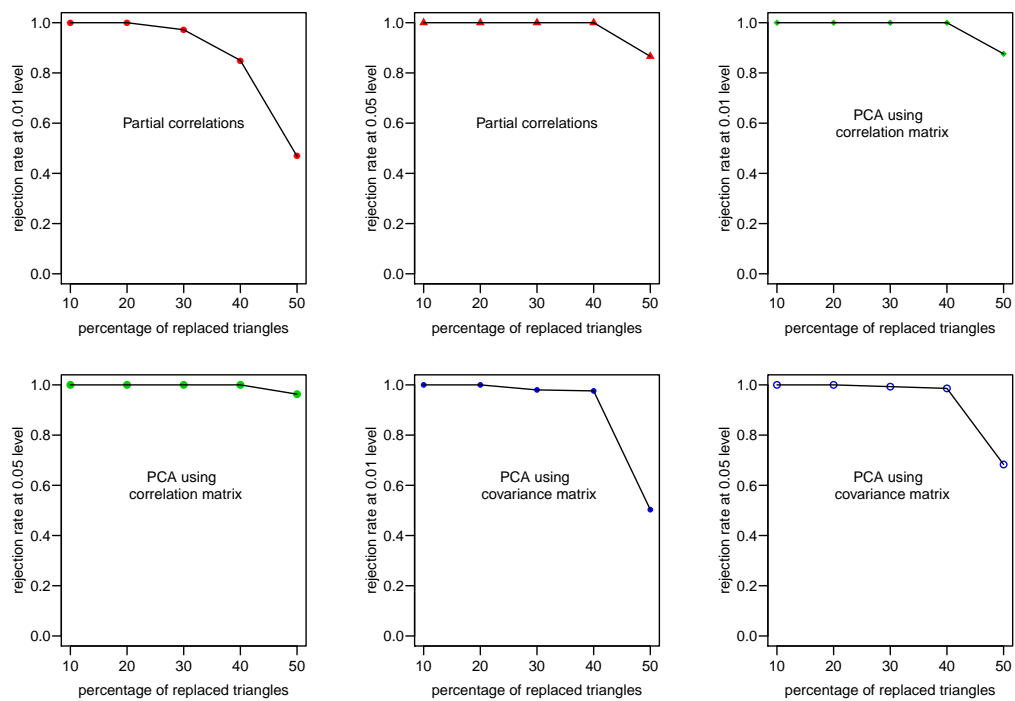 rejection rate at 0.01 level
1.0
0.8
0.6
0.4
0.2
0.0
Partial correlations
10 20 30 40 50
percentage of replaced triangles
rejection rate at 0.05 level
1.0
0.8
0.6
0.4
0.2
0.0
Partial correlations
10 20 30 40 50
percentage of replaced triangles
rejection rate at 0.01 level
1.0
0.8
0.6
0.4
0.2
0.0
PCA using
correlation matrix
10 20 30 40 50
percentage of replaced triangles
rejection rate at 0.05 level
1.0
0.8
0.6
0.4
0.2
0.0
PCA using
correlation matrix
10 20 30 40 50
percentage of replaced triangles
rejection rate at 0.01 level
1.0
0.8
0.6
0.4
0.2
0.0
PCA using
covariance matrix
10 20 30 40 50
percentage of replaced triangles
rejection rate at 0.05 level
1.0
0.8
0.6
0.4
0.2
0.0
PCA using
covariance matrix
10 20 30 40 50
percentage of replaced triangles